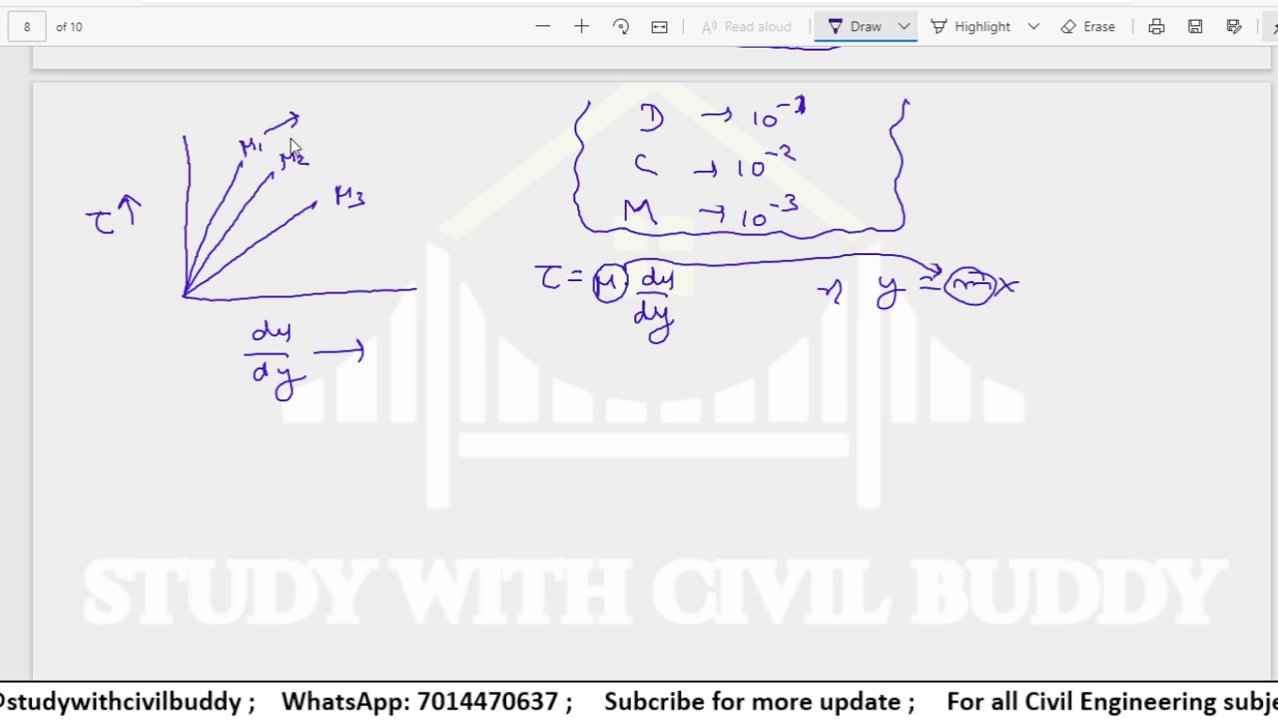 8 of 10
Read aloud
Draw
Highlight
Erase
μ1
μ2
μ3
τ↑
du
dy →
D → 10⁻¹
C → 10⁻²
M → 10⁻³
τ = μ du
dy
y = mx
STUDY WITH CIVIL BUDDY
@studywithcivilbuddy ; WhatsApp: 7014470637 ; Subcribe for more update ; For all Civil Engineering subje